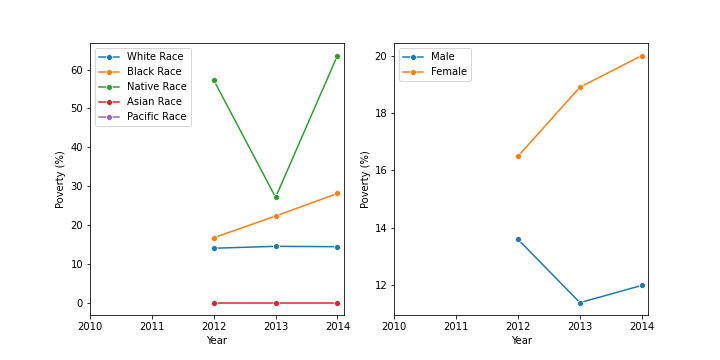 White Race
Black Race
Native Race
Asian Race
Pacific Race
60
50
40
30
20
10
0
Poverty (%)
2010 2011 2012 2013 2014
Year
Male
Female
20
18
16
14
12
Poverty (%)
2010 2011 2012 2013 2014
Year